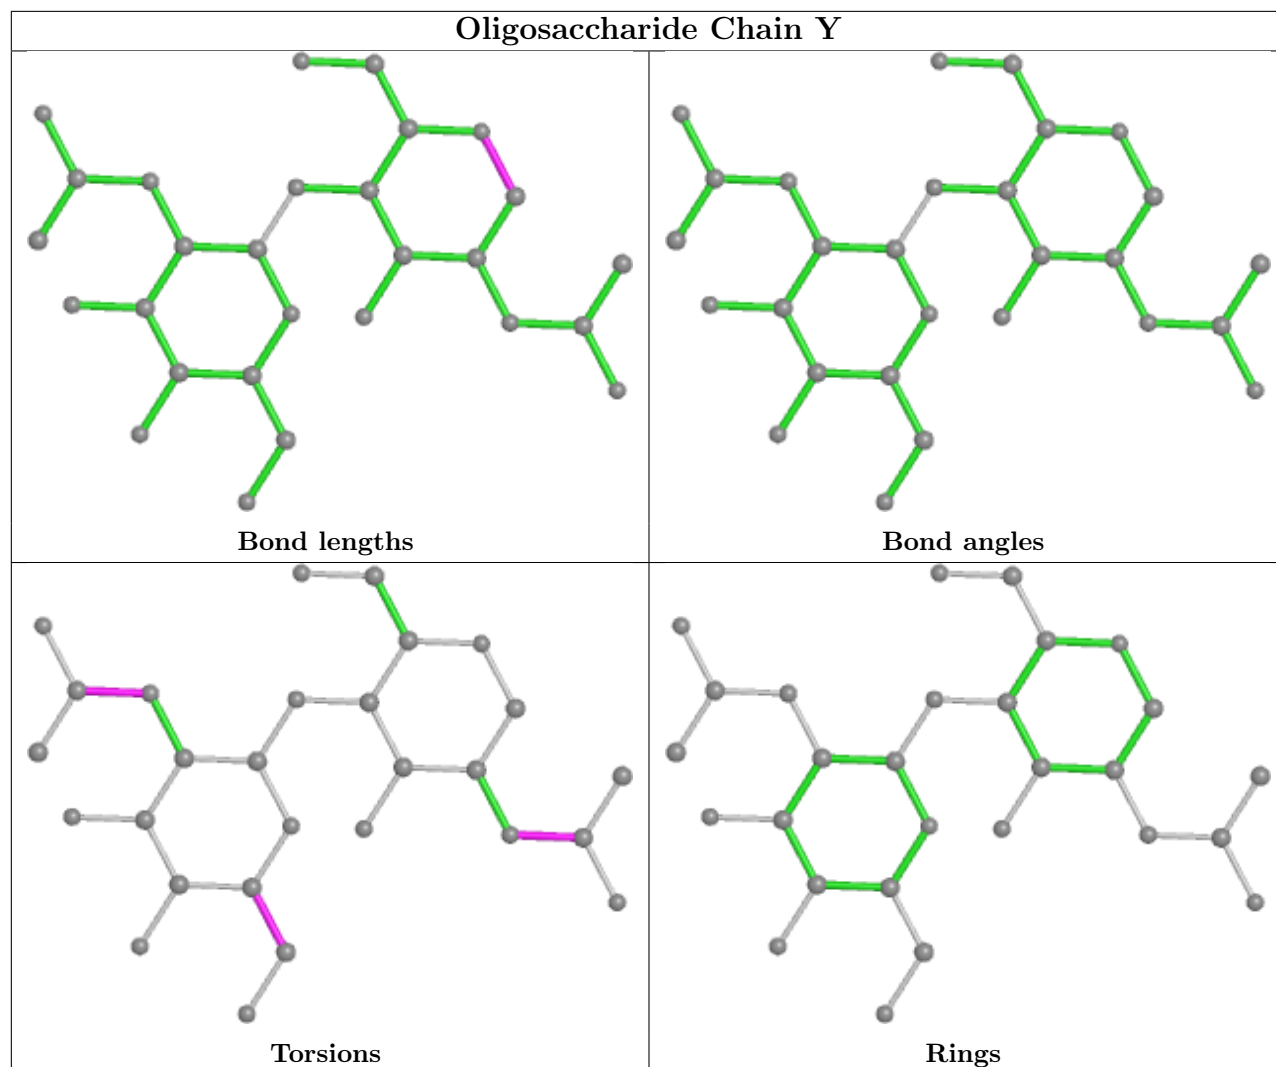 Oligosaccharide Chain Y
Bond lengths
Bond angles
Torsions
Rings